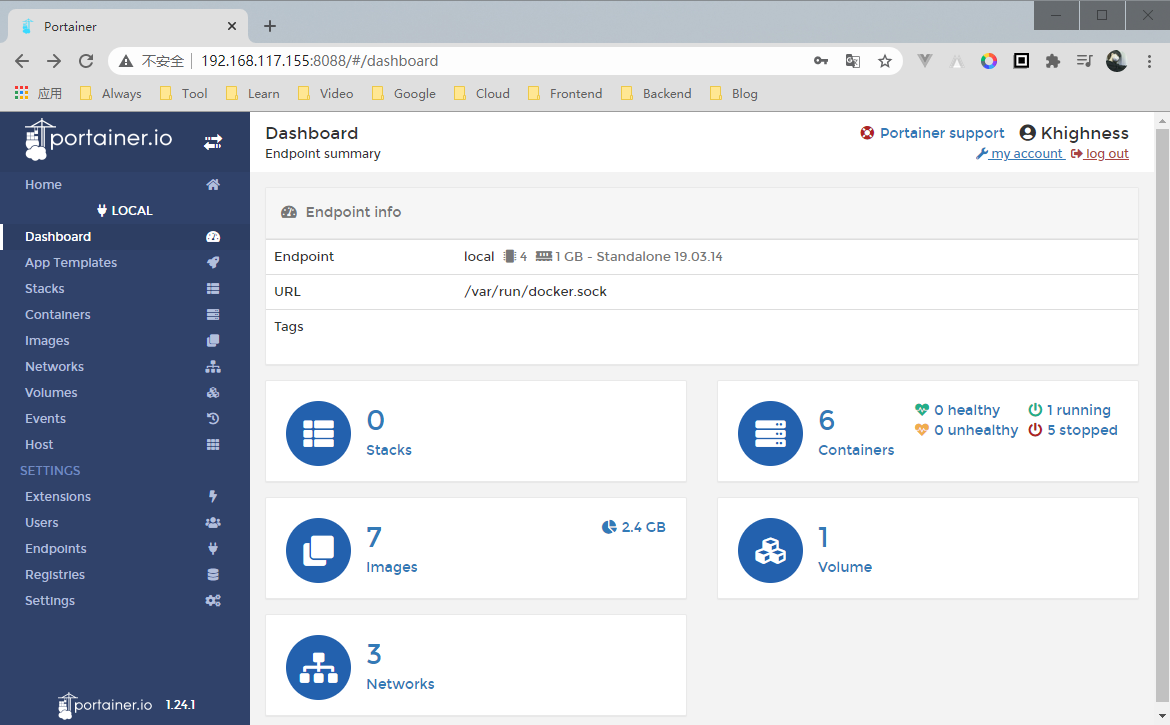 Portainer
不安全 192.168.117.155:8088/#/dashboard
应用 Always Tool Learn Video Google Cloud Frontend Backend Blog
portainer.io
Home
LOCAL
Dashboard
App Templates
Stacks
Containers
Images
Networks
Volumes
Events
Host
SETTINGS
Extensions
Users
Endpoints
Registries
Settings
portainer.io 1.24.1
Dashboard
Endpoint summary
Portainer support Khighness
my account log out
Endpoint info
Endpoint local 4 1 GB - Standalone 19.03.14
URL /var/run/docker.sock
Tags
0
Stacks
6
Containers
0 healthy 1 running
0 unhealthy 5 stopped
7
Images
2.4 GB
1
Volume
3
Networks